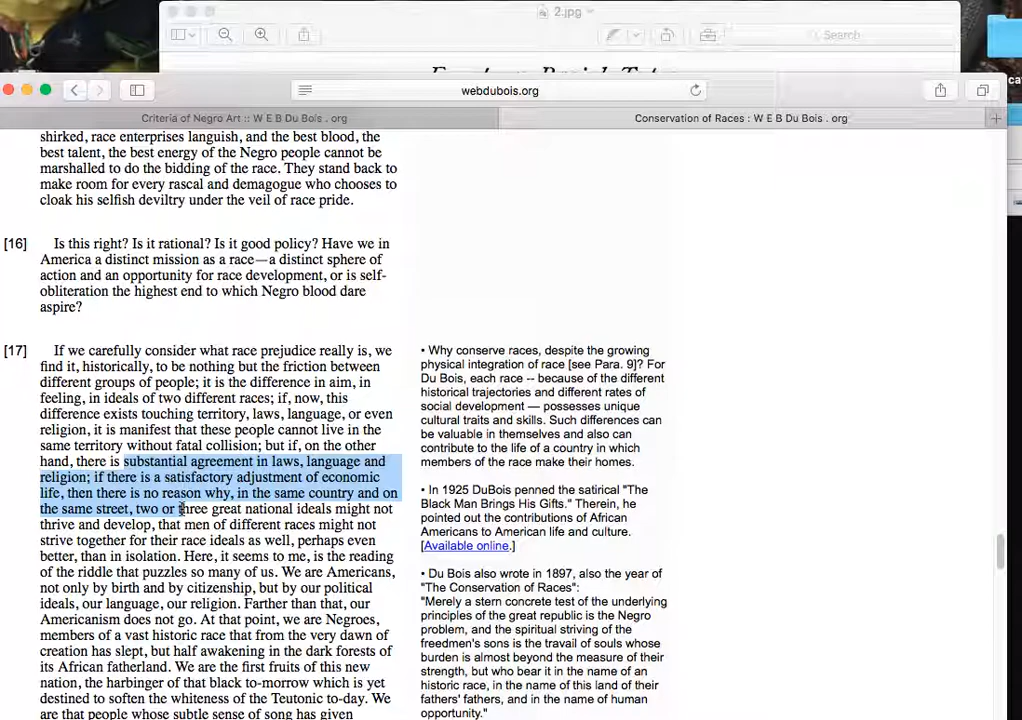 2.jpg
Search
webdubois.org
Criteria of Negro Art :: W E B Du Bois . org
Conservation of Races : W E B Du Bois . org
shirked, race enterprises languish, and the best blood, the
best talent, the best energy of the Negro people cannot be
marshalled to do the bidding of the race. They stand back to
make room for every rascal and demagogue who chooses to
cloak his selfish deviltry under the veil of race pride.
[16] Is this right? Is it rational? Is it good policy? Have we in
America a distinct mission as a race—a distinct sphere of
action and an opportunity for race development, or is self-
obliteration the highest end to which Negro blood dare
aspire?
[17] If we carefully consider what race prejudice really is, we
find it, historically, to be nothing but the friction between
different groups of people; it is the difference in aim, in
feeling, in ideals of two different races; if, now, this
difference exists touching territory, laws, language, or even
religion, it is manifest that these people cannot live in the
same territory without fatal collision; but if, on the other
hand, there is substantial agreement in laws, language and
religion; if there is a satisfactory adjustment of economic
life, then there is no reason why, in the same country and on
the same street, two or three great national ideals might not
thrive and develop, that men of different races might not
strive together for their race ideals as well, perhaps even
better, than in isolation. Here, it seems to me, is the reading
of the riddle that puzzles so many of us. We are Americans,
not only by birth and by citizenship, but by our political
ideals, our language, our religion. Farther than that, our
Americanism does not go. At that point, we are Negroes,
members of a vast historic race that from the very dawn of
creation has slept, but half awakening in the dark forests of
its African fatherland. We are the first fruits of this new
nation, the harbinger of that black to-morrow which is yet
destined to soften the whiteness of the Teutonic to-day. We
are that people whose subtle sense of song has given
• Why conserve races, despite the growing
physical integration of race [see Para. 9]? For
Du Bois, each race -- because of the different
historical trajectories and different rates of
social development — possesses unique
cultural traits and skills. Such differences can
be valuable in themselves and also can
contribute to the life of a country in which
members of the race make their homes.
• In 1925 DuBois penned the satirical "The
Black Man Brings His Gifts." Therein, he
pointed out the contributions of African
Americans to American life and culture.
[Available online.]
• Du Bois also wrote in 1897, also the year of
"The Conservation of Races":
"Merely a stern concrete test of the underlying
principles of the great republic is the Negro
problem, and the spiritual striving of the
freedmen's sons is the travail of souls whose
burden is almost beyond the measure of their
strength, but who bear it in the name of an
historic race, in the name of this land of their
fathers' fathers, and in the name of human
opportunity."